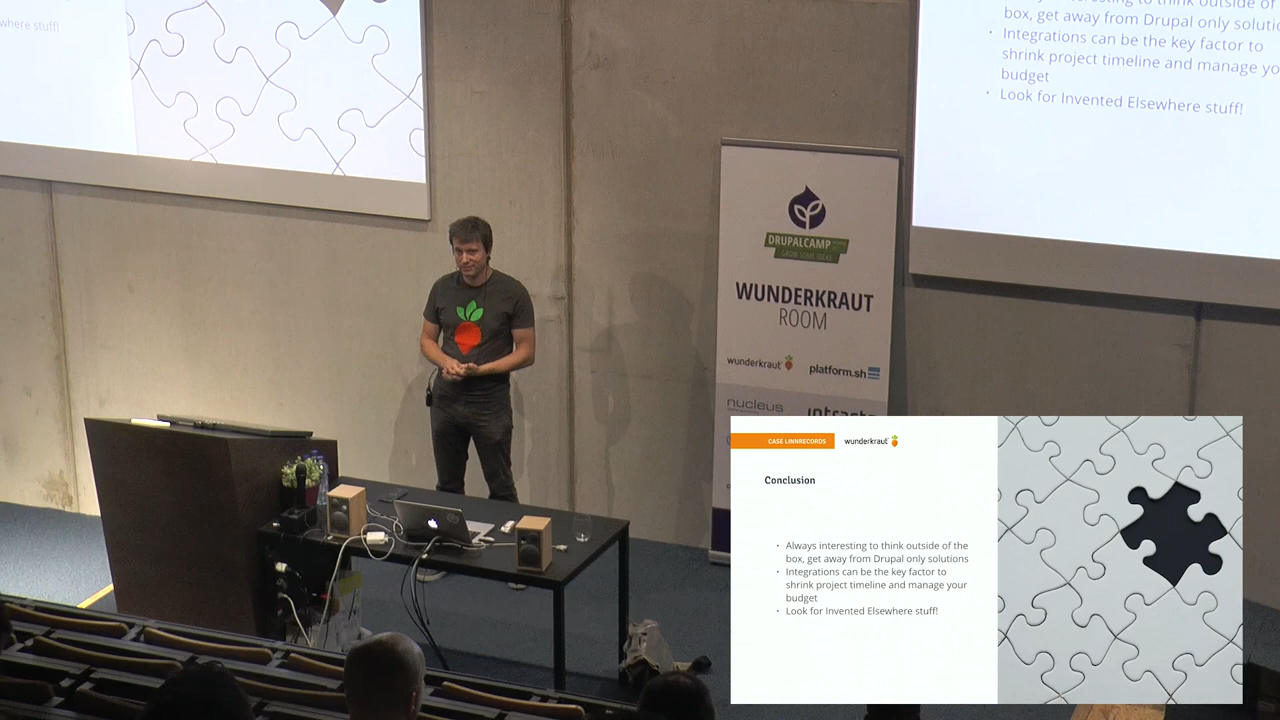 where stuff!
box, get away from Drupal only
Integrations can be the key factor to
shrink project timeline and manage
budget
Look for Invented Elsewhere stuff!
DRUPALCAMP
GROW SOME IDEAS
WUNDERKRAUT
ROOM
wunderkraut
platform.sh
nucleus
CASE LINNRECORDS
wunderkraut
Conclusion
· Always interesting to think outside of the
box, get away from Drupal only solutions
· Integrations can be the key factor to
shrink project timeline and manage your
budget
· Look for Invented Elsewhere stuff!